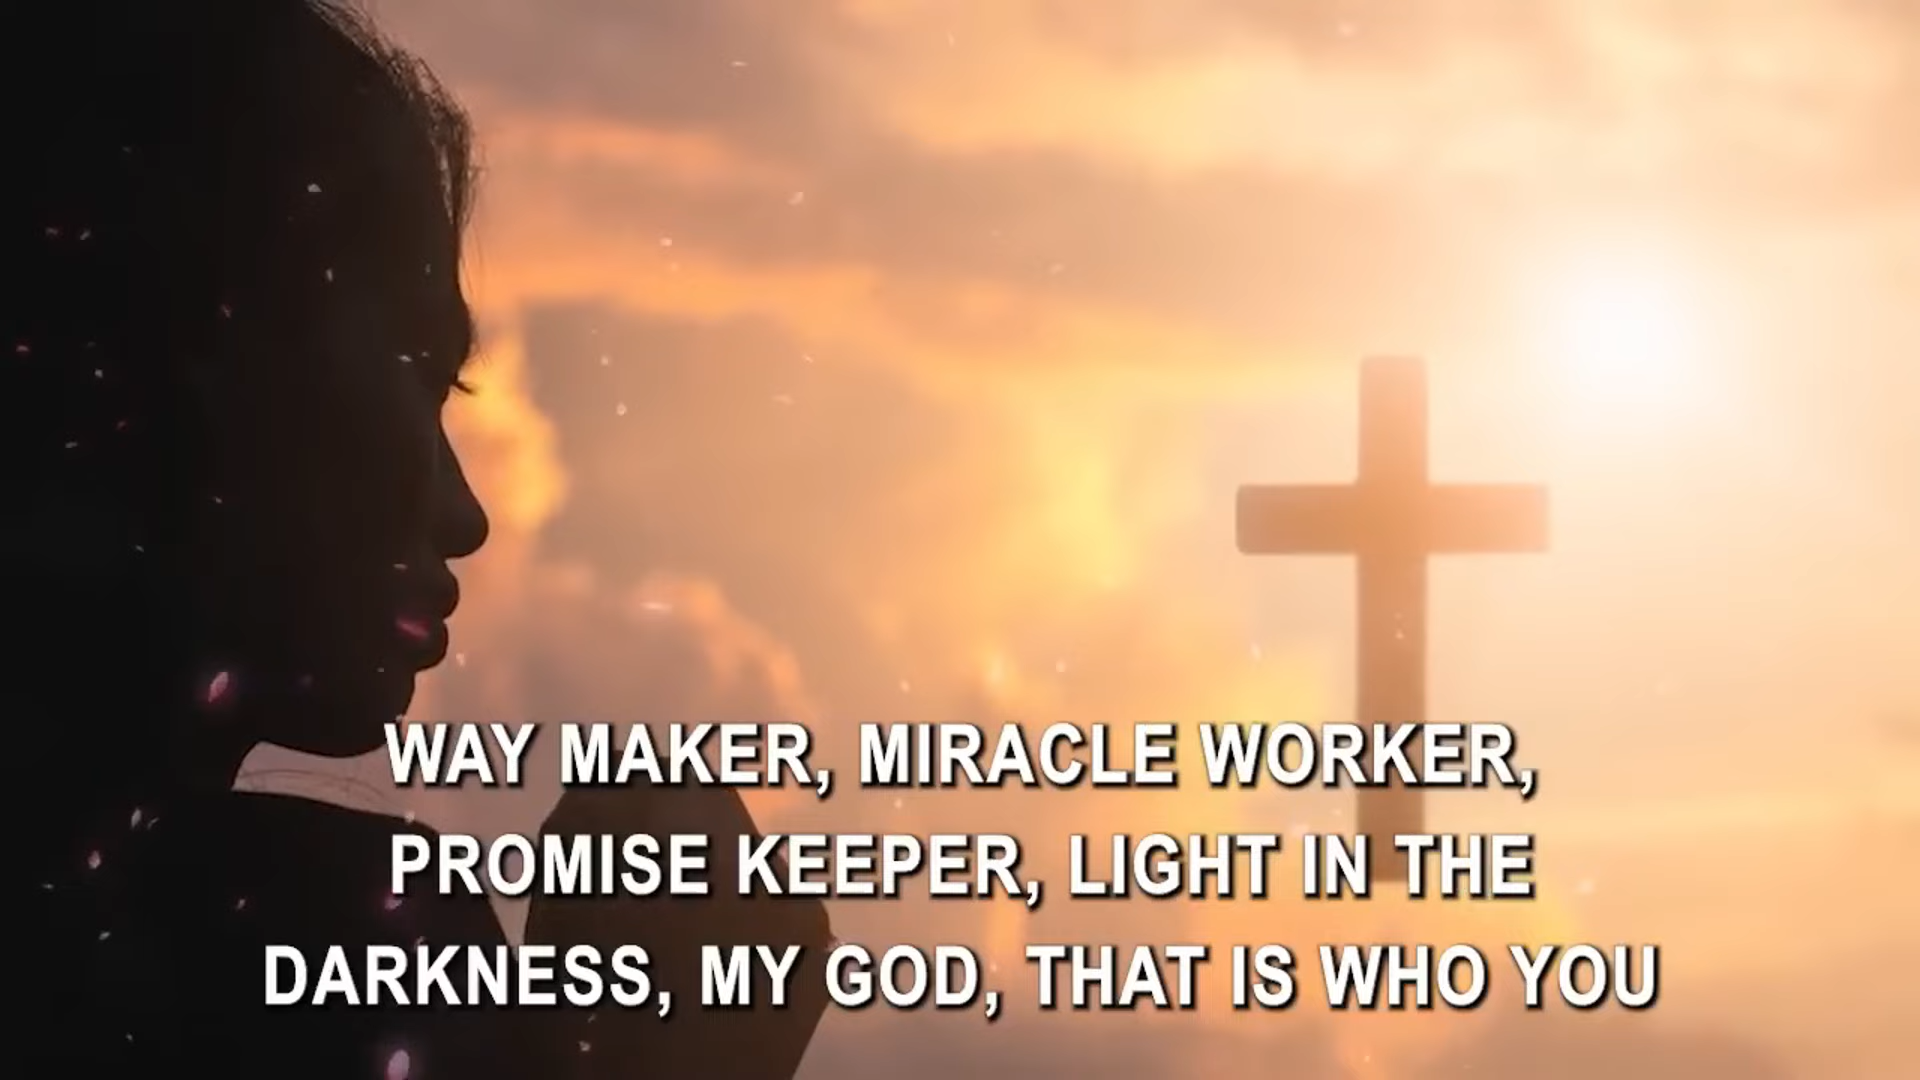 WAY MAKER, MIRACLE WORKER,
PROMISE KEEPER, LIGHT IN THE
DARKNESS, MY GOD, THAT IS WHO YOU